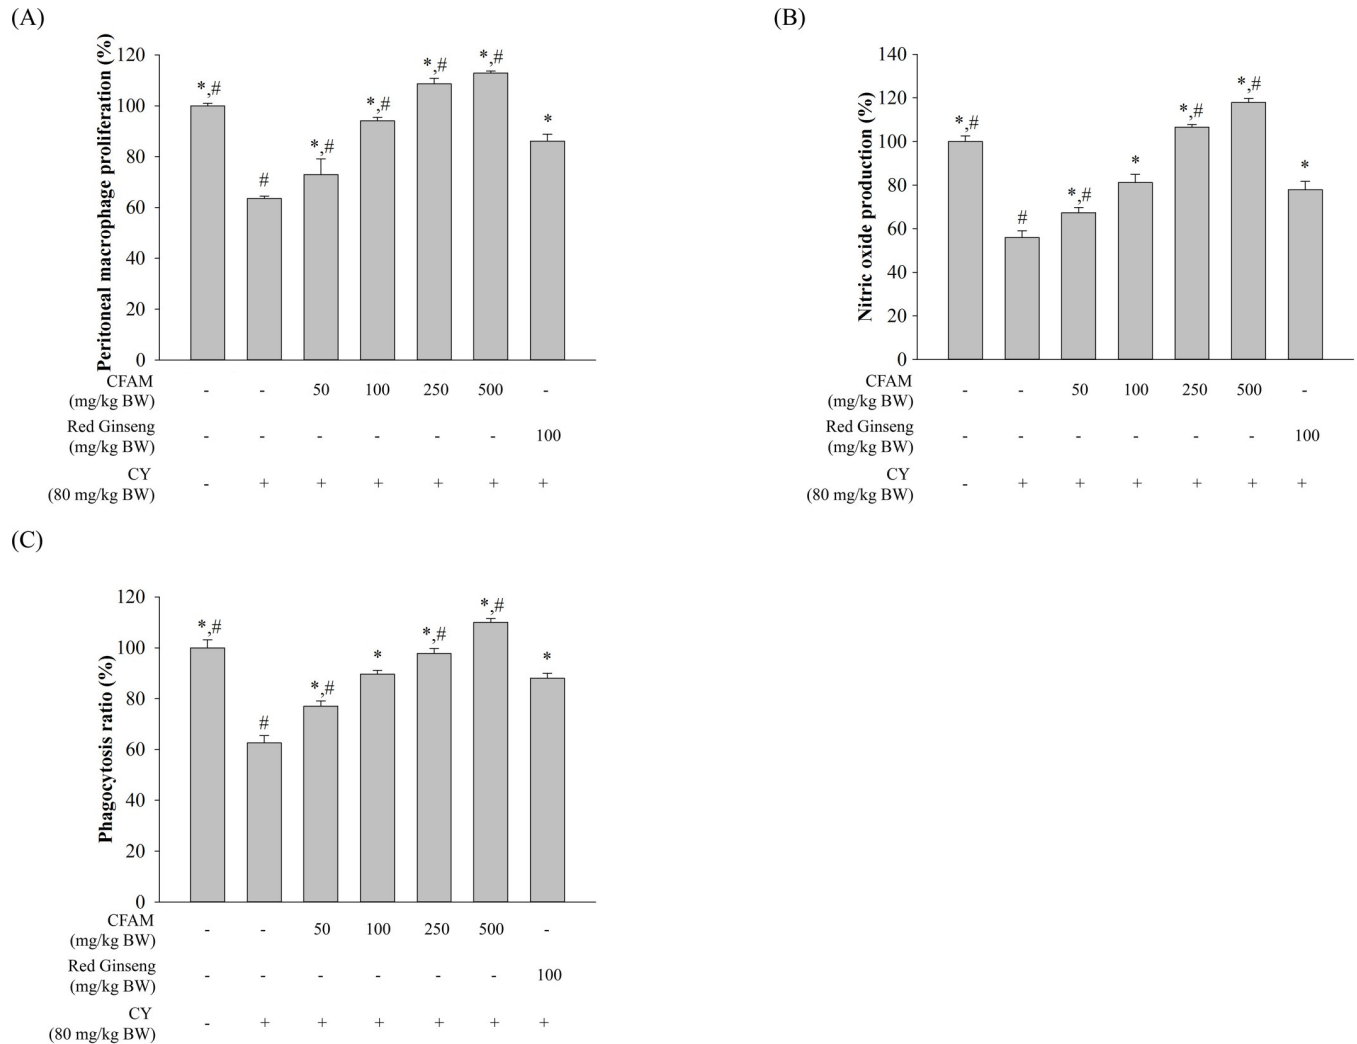 (A)
Peritoneal macrophage proliferation (%)
120
100
80
60
40
20
0
*,#
#
*,#
*,#
*,#
*,#
*
CFAM
(mg/kg BW)
- - 50 100 250 500 -
Red Ginseng
(mg/kg BW)
- - - - - - 100
CY
(80 mg/kg BW)
- + + + + + +
(B)
Nitric oxide production (%)
140
120
100
80
60
40
20
0
*,#
#
*,#
*
*,#
*,#
*
CFAM
(mg/kg BW)
- - 50 100 250 500 -
Red Ginseng
(mg/kg BW)
- - - - - - 100
CY
(80 mg/kg BW)
- + + + + + +
(C)
Phagocytosis ratio (%)
120
100
80
60
40
20
0
*,#
#
*,#
*
*,#
*,#
*
CFAM
(mg/kg BW)
- - 50 100 250 500 -
Red Ginseng
(mg/kg BW)
- - - - - - 100
CY
(80 mg/kg BW)
- + + + + + +